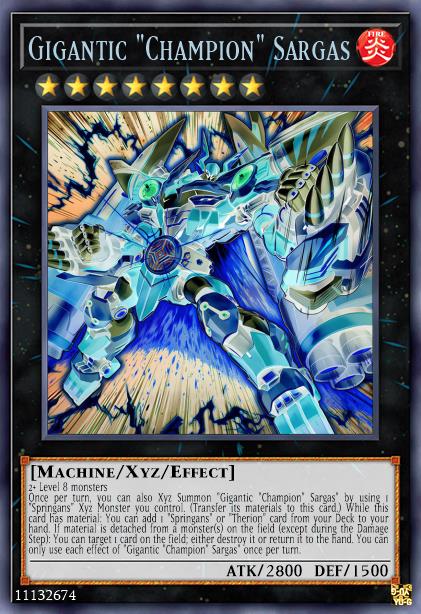 GIGANTIC "CHAMPION" SARGAS
FIRE
炎
[MACHINE/XYZ/EFFECT]
2+ Level 8 monsters
Once per turn, you can also Xyz Summon "Gigantic "Champion" Sargas" by using 1
"Springans" Xyz Monster you control. (Transfer its materials to this card.) While this
card has material: You can add 1 "Springans" or "Therion" card from your Deck to your
hand. If material is detached from a monster(s) on the field (except during the Damage
Step): You can target 1 card on the field; either destroy it or return it to the hand. You can
only use each effect of "Gigantic "Champion" Sargas" once per turn.
ATK/2800 DEF/1500
11132674